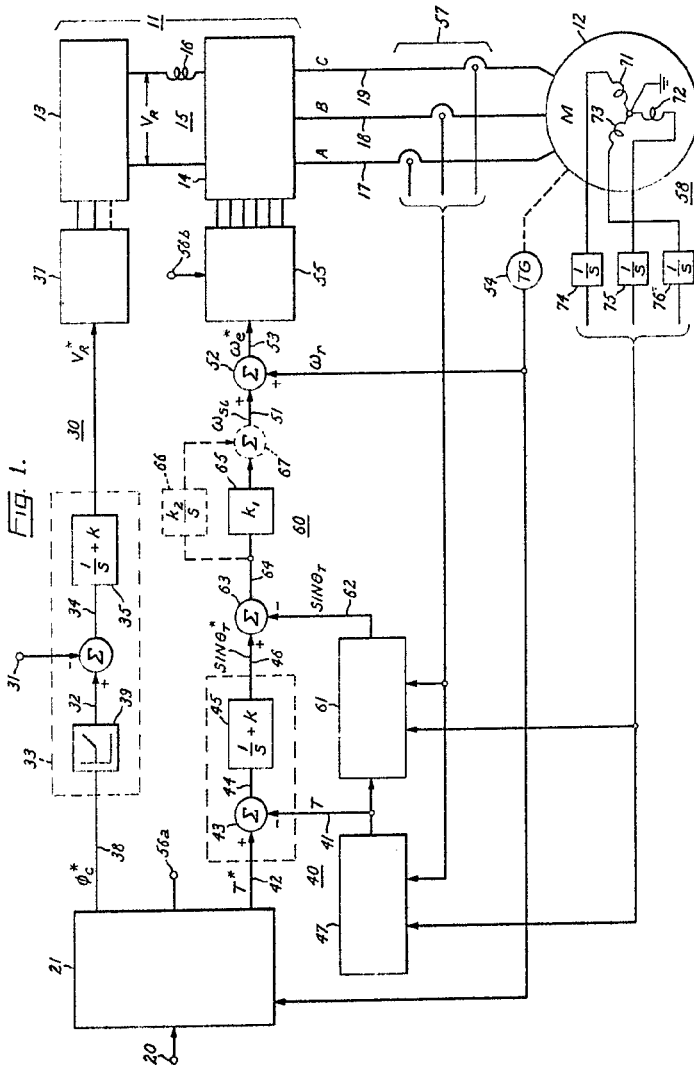 Fig. 1.
11
13
37
V_R*
30
V_R
16
15
14
A
B
C
17
18
19
57
12
M
71
72
73
74
75
76
1/S
1/S
1/S
58
TG
54
55
56b
ω_e*
53
52
Σ
+
+
ω_r
ω_SL
51
Σ
67
66
k_2/S
65
k_1
60
64
63
Σ
+
-
SINθ_T*
46
SINθ_T
62
61
45
1/S + k
44
43
Σ
+
-
T
41
40
47
T*
42
56a
21
20
φ_C*
38
33
39
32
Σ
+
-
31
34
1/S + k
35